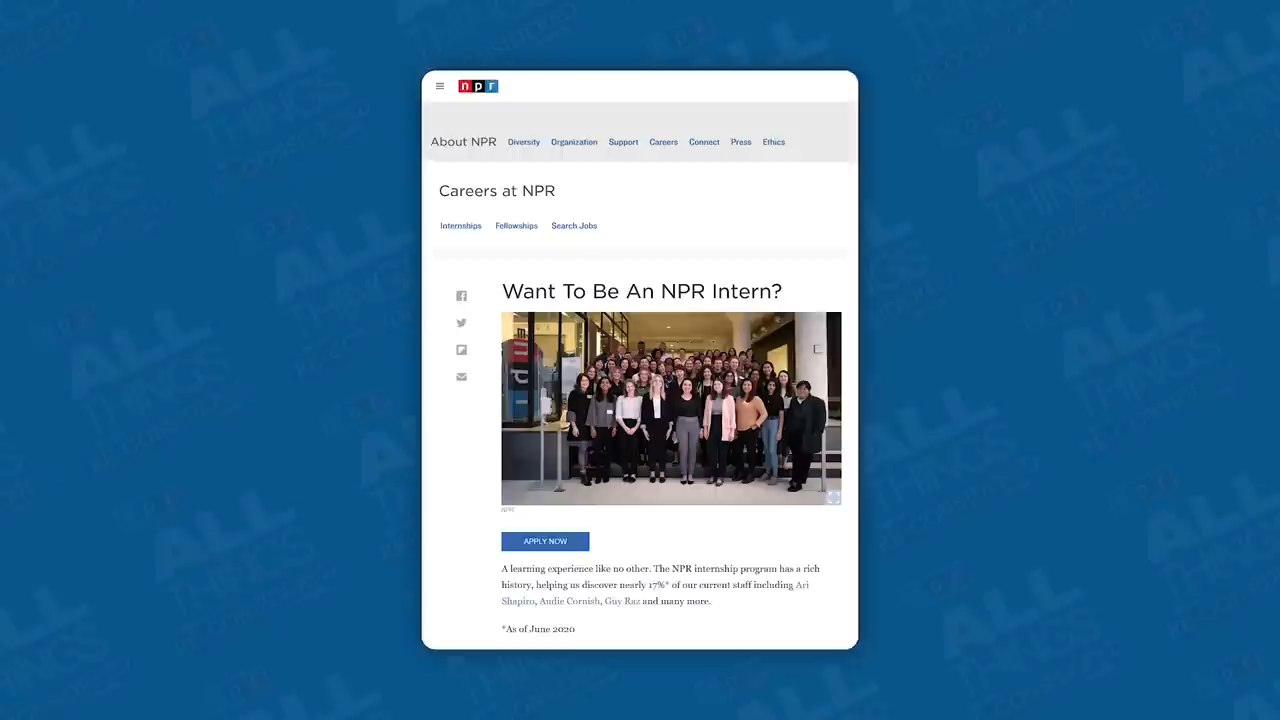 npr
About NPR Diversity Organization Support Careers Connect Press Ethics
Careers at NPR
Internships Fellowships Search Jobs
Want To Be An NPR Intern?
NPR
APPLY NOW
A learning experience like no other. The NPR internship program has a rich
history, helping us discover nearly 17%* of our current staff including Ari
Shapiro, Audie Cornish, Guy Raz and many more.
*As of June 2020
ALL
THINGS